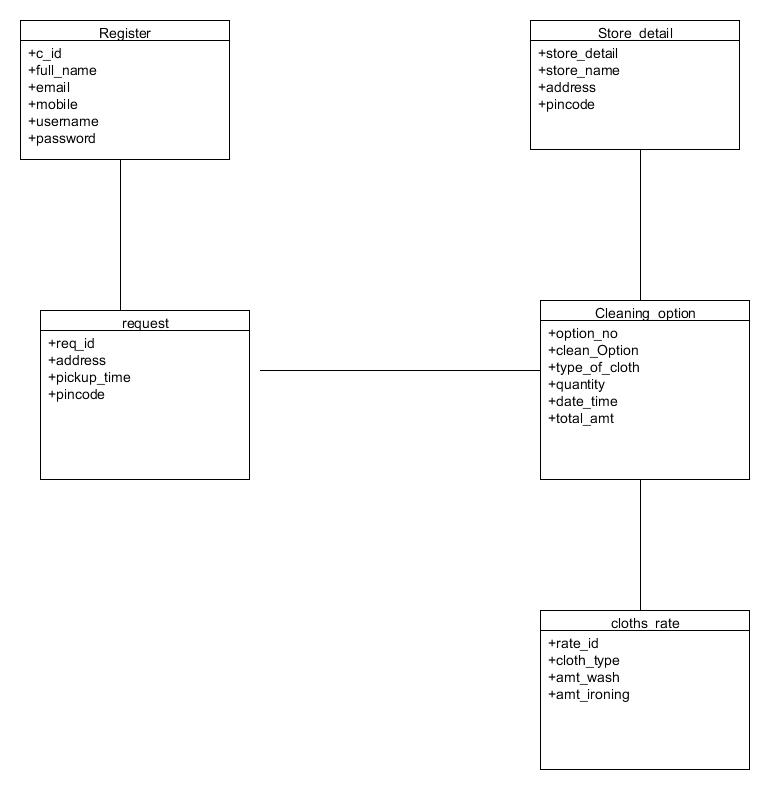 Register
+c_id
+full_name
+email
+mobile
+username
+password
Store_detail
+store_detail
+store_name
+address
+pincode
request
+req_id
+address
+pickup_time
+pincode
Cleaning_option
+option_no
+clean_Option
+type_of_cloth
+quantity
+date_time
+total_amt
cloths_rate
+rate_id
+cloth_type
+amt_wash
+amt_ironing